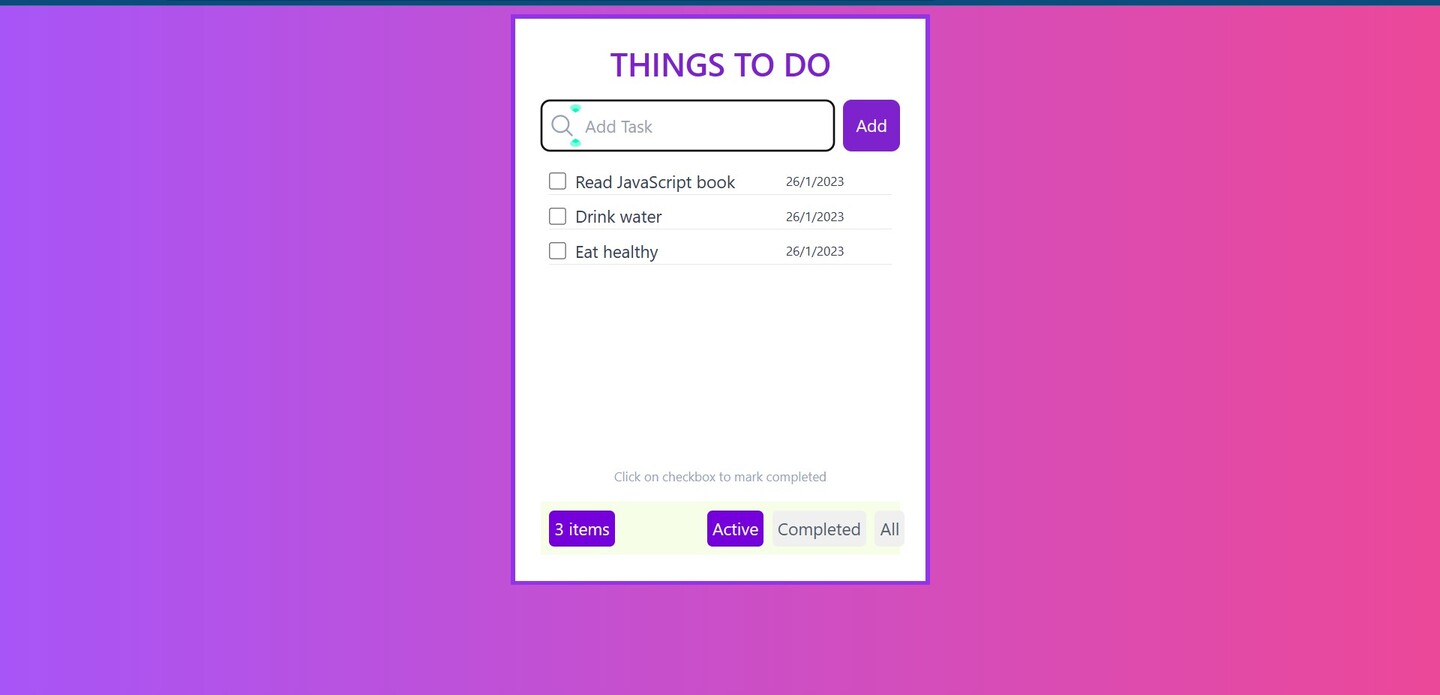 THINGS TO DO
Add Task Add
Read JavaScript book 26/1/2023
Drink water 26/1/2023
Eat healthy 26/1/2023
Click on checkbox to mark completed
3 items Active Completed All